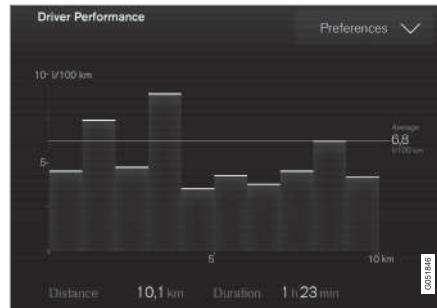 Driver Performance
Preferences
10- l/100 km
Average
6,8
l/100 km
5-
5
10 km
Distance 10,1 km Duration 1 h 23 min
G051846